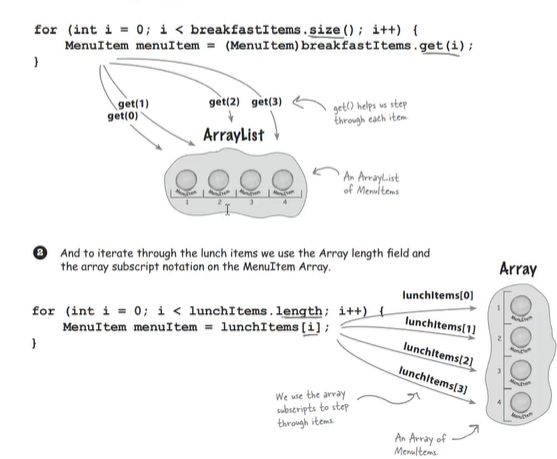 for (int i = 0; i < breakfastItems.size(); i++) {
MenuItem menuItem = (MenuItem)breakfastItems.get(i);
}
get(1)
get(0)
get(2) get(3)
get() helps us step
through each item.
ArrayList
An ArrayList
of MenuItems
MenuItem MenuItem MenuItem MenuItem
1 2 3 4
2 And to iterate through the lunch items we use the Array length field and
the array subscript notation on the MenuItem Array.
Array
for (int i = 0; i < lunchItems.length; i++) {
MenuItem menuItem = lunchItems[i];
}
lunchItems[0]
lunchItems[1]
lunchItems[2]
lunchItems[3]
1
MenuItem
2
MenuItem
3
MenuItem
4
MenuItem
We use the array
subscripts to step
through items.
An Array of
MenuItems.